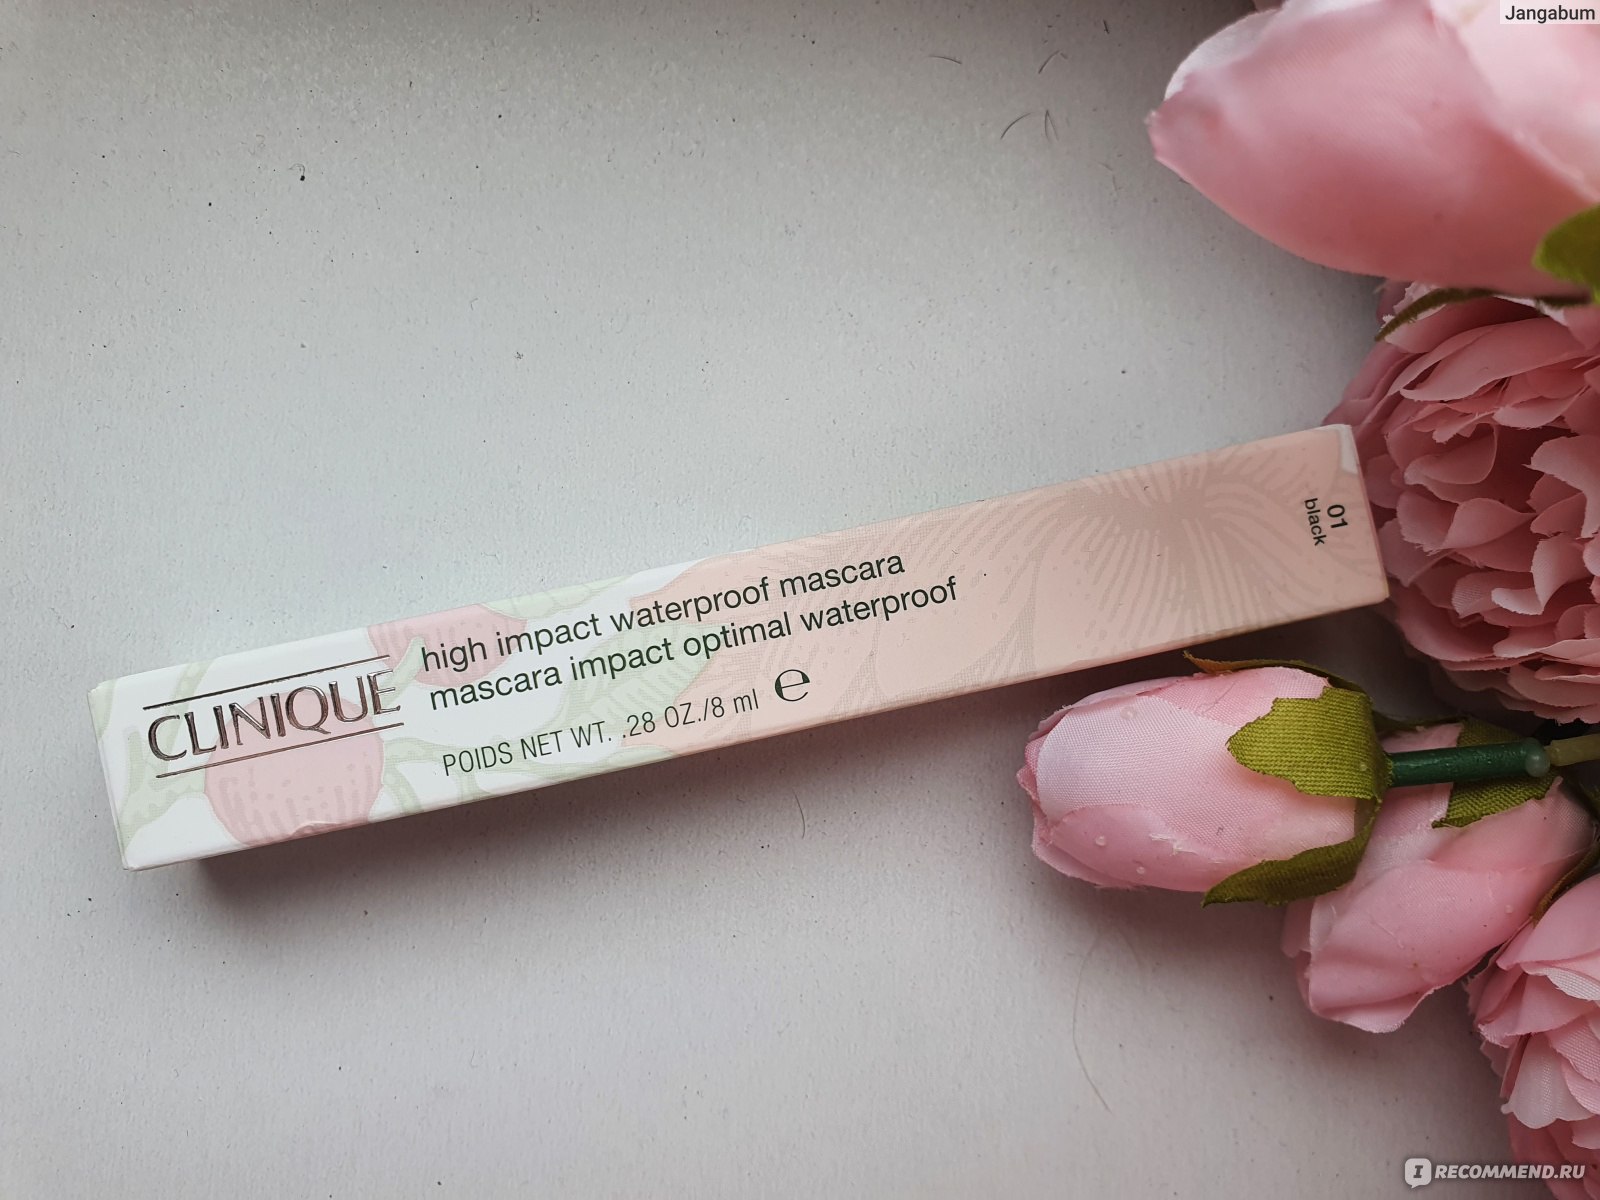 Jangabum
01
black
CLINIQUE
high impact waterproof mascara
mascara impact optimal waterproof
POIDS NET WT. .28 OZ./8 ml ℮
IRECOMMEND.RU